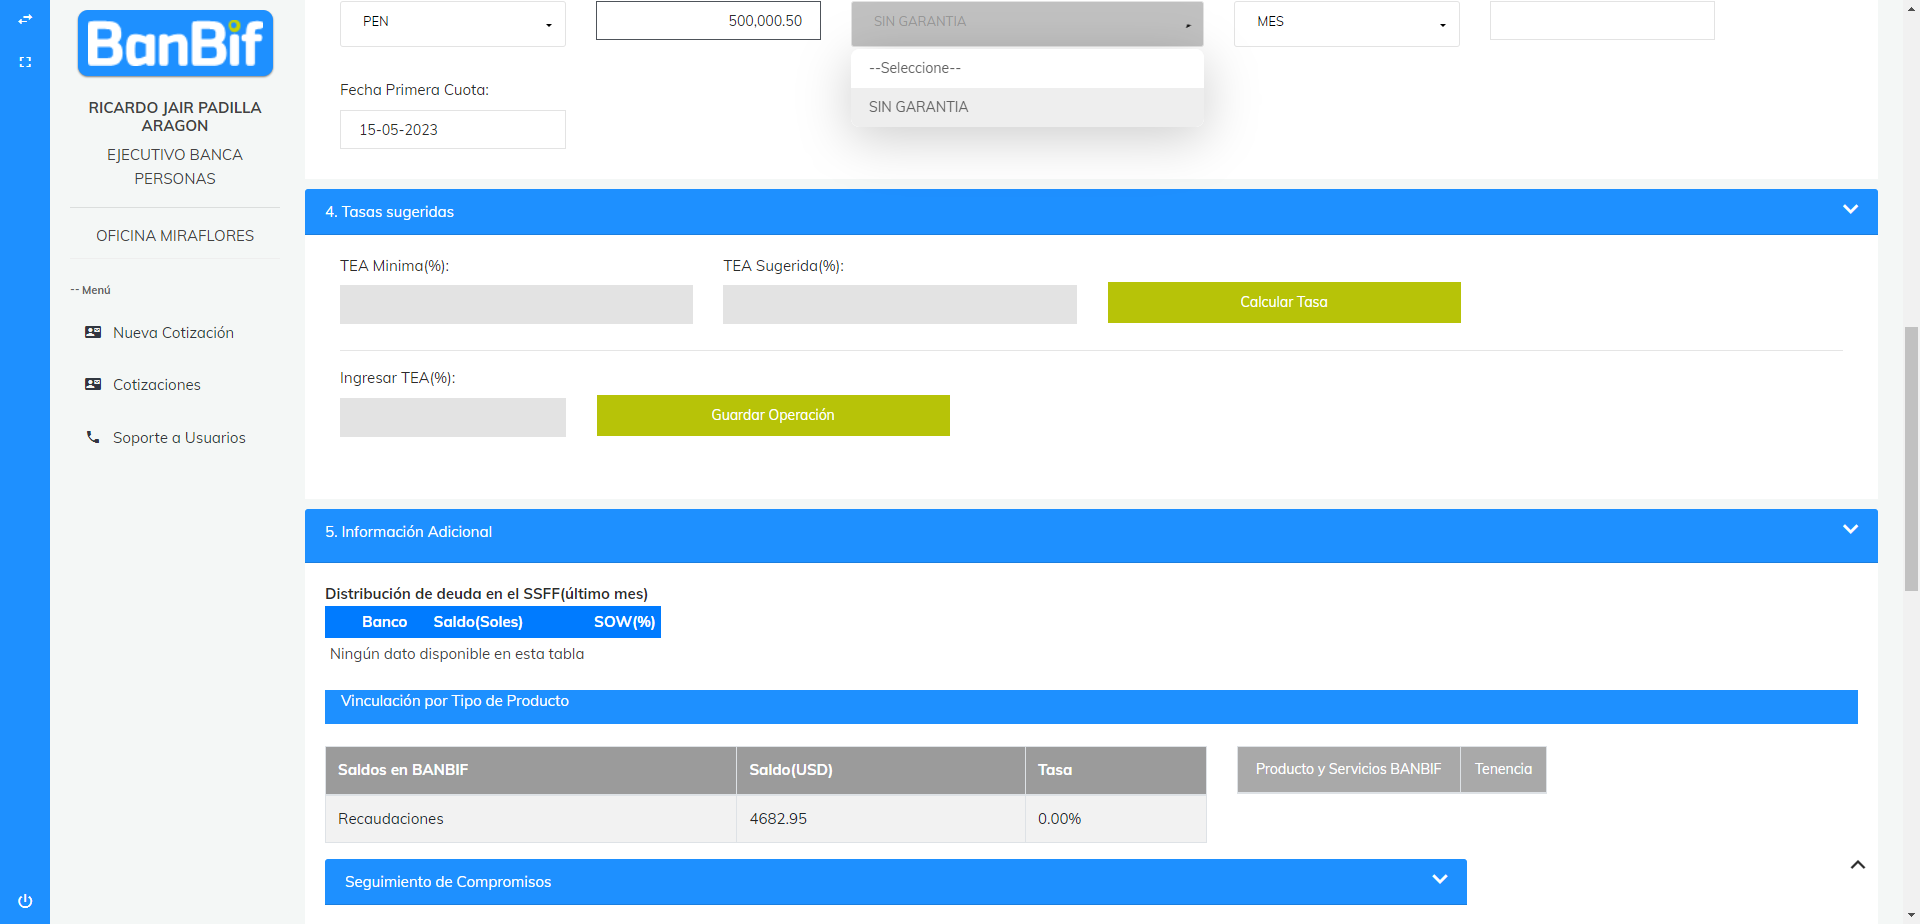 PEN
500,000.50
SIN GARANTIA
MES
--Seleccione--
SIN GARANTIA
Fecha Primera Cuota:
15-05-2023
BanBif
RICARDO JAIR PADILLA
ARAGON
EJECUTIVO BANCA
PERSONAS
OFICINA MIRAFLORES
-- Menú
Nueva Cotización
Cotizaciones
Soporte a Usuarios
4. Tasas sugeridas
TEA Minima(%):
TEA Sugerida(%):
Calcular Tasa
Ingresar TEA(%):
Guardar Operación
5. Información Adicional
Distribución de deuda en el SSFF(último mes)
Banco Saldo(Soles) SOW(%)
Ningún dato disponible en esta tabla
Vinculación por Tipo de Producto
Saldos en BANBIF Saldo(USD) Tasa
Recaudaciones 4682.95 0.00%
Producto y Servicios BANBIF Tenencia
Seguimiento de Compromisos